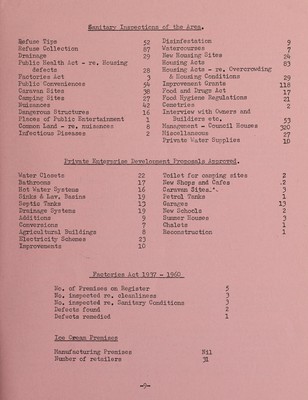 Sanitary Inspections of the Area.
Refuse Tips 52
Refuse Collection 87
Drainage 29
Public Health Act - re. Housing
defects 28
Factories Act 3
Public Conveniences 54
Caravan Sites 38
Camping Sites 27
Nuisances 42
Dangerous Structures 16
Places of Public Entertainment 1
Common Land - re. nuisances 8
Infectious Diseases 2
Disinfestation 9
Watercourses 7
New Housing Sites 24
Housing Acts 83
Housing Acts - re. Overcrowding
& Housing Conditions 29
Improvement Grants 118
Food and Drugs Act 17
Food Hygiene Regulations 21
Cemetries 2
Interview with Owners and
Builders etc. 53
Management - Council Houses 320
Miscellaneous 27
Private Water Supplies 10
Private Enterprise Development Proposals Approved.
Water Closets 22
Bathrooms 17
Hot Water Systems 16
Sinks & Lav. Basins 19
Septic Tanks 13
Drainage Systems 19
Additions 9
Conversions 7
Agricultural Buildings 8
Electricity Schemes 23
Improvements 10
Toilet for camping sites 2
New Shops and Cafes .2
Caravan Sites. 3
Petrol Tanks 1
Garages 13
New Schools 2
Summer Houses 3
Chalets 1
Reconstruction 1
Factories Act 1937 - 1960
No. of Premises on Register 5
No. inspected re. cleanliness 3
No. inspected re. Sanitary Conditions 3
Defects found 2
Defects remedied 1
Ice Cream Premises
Manufacturing Premises Nil
Number of retailers 31
-9-